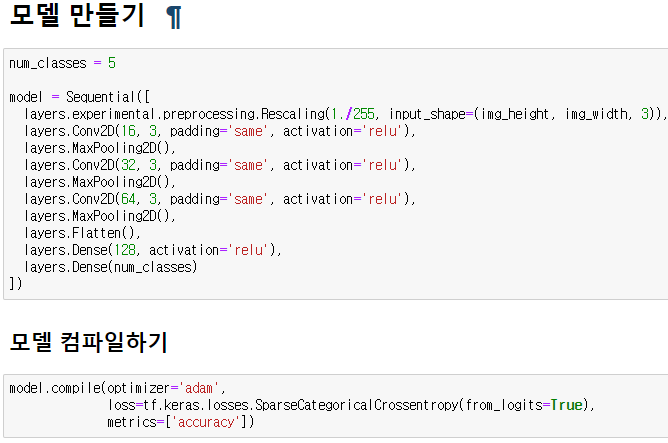 모델 만들기 ¶
num_classes = 5
model = Sequential([
  layers.experimental.preprocessing.Rescaling(1./255, input_shape=(img_height, img_width, 3)),
  layers.Conv2D(16, 3, padding='same', activation='relu'),
  layers.MaxPooling2D(),
  layers.Conv2D(32, 3, padding='same', activation='relu'),
  layers.MaxPooling2D(),
  layers.Conv2D(64, 3, padding='same', activation='relu'),
  layers.MaxPooling2D(),
  layers.Flatten(),
  layers.Dense(128, activation='relu'),
  layers.Dense(num_classes)
])
모델 컴파일하기
model.compile(optimizer='adam',
              loss=tf.keras.losses.SparseCategoricalCrossentropy(from_logits=True),
              metrics=['accuracy'])